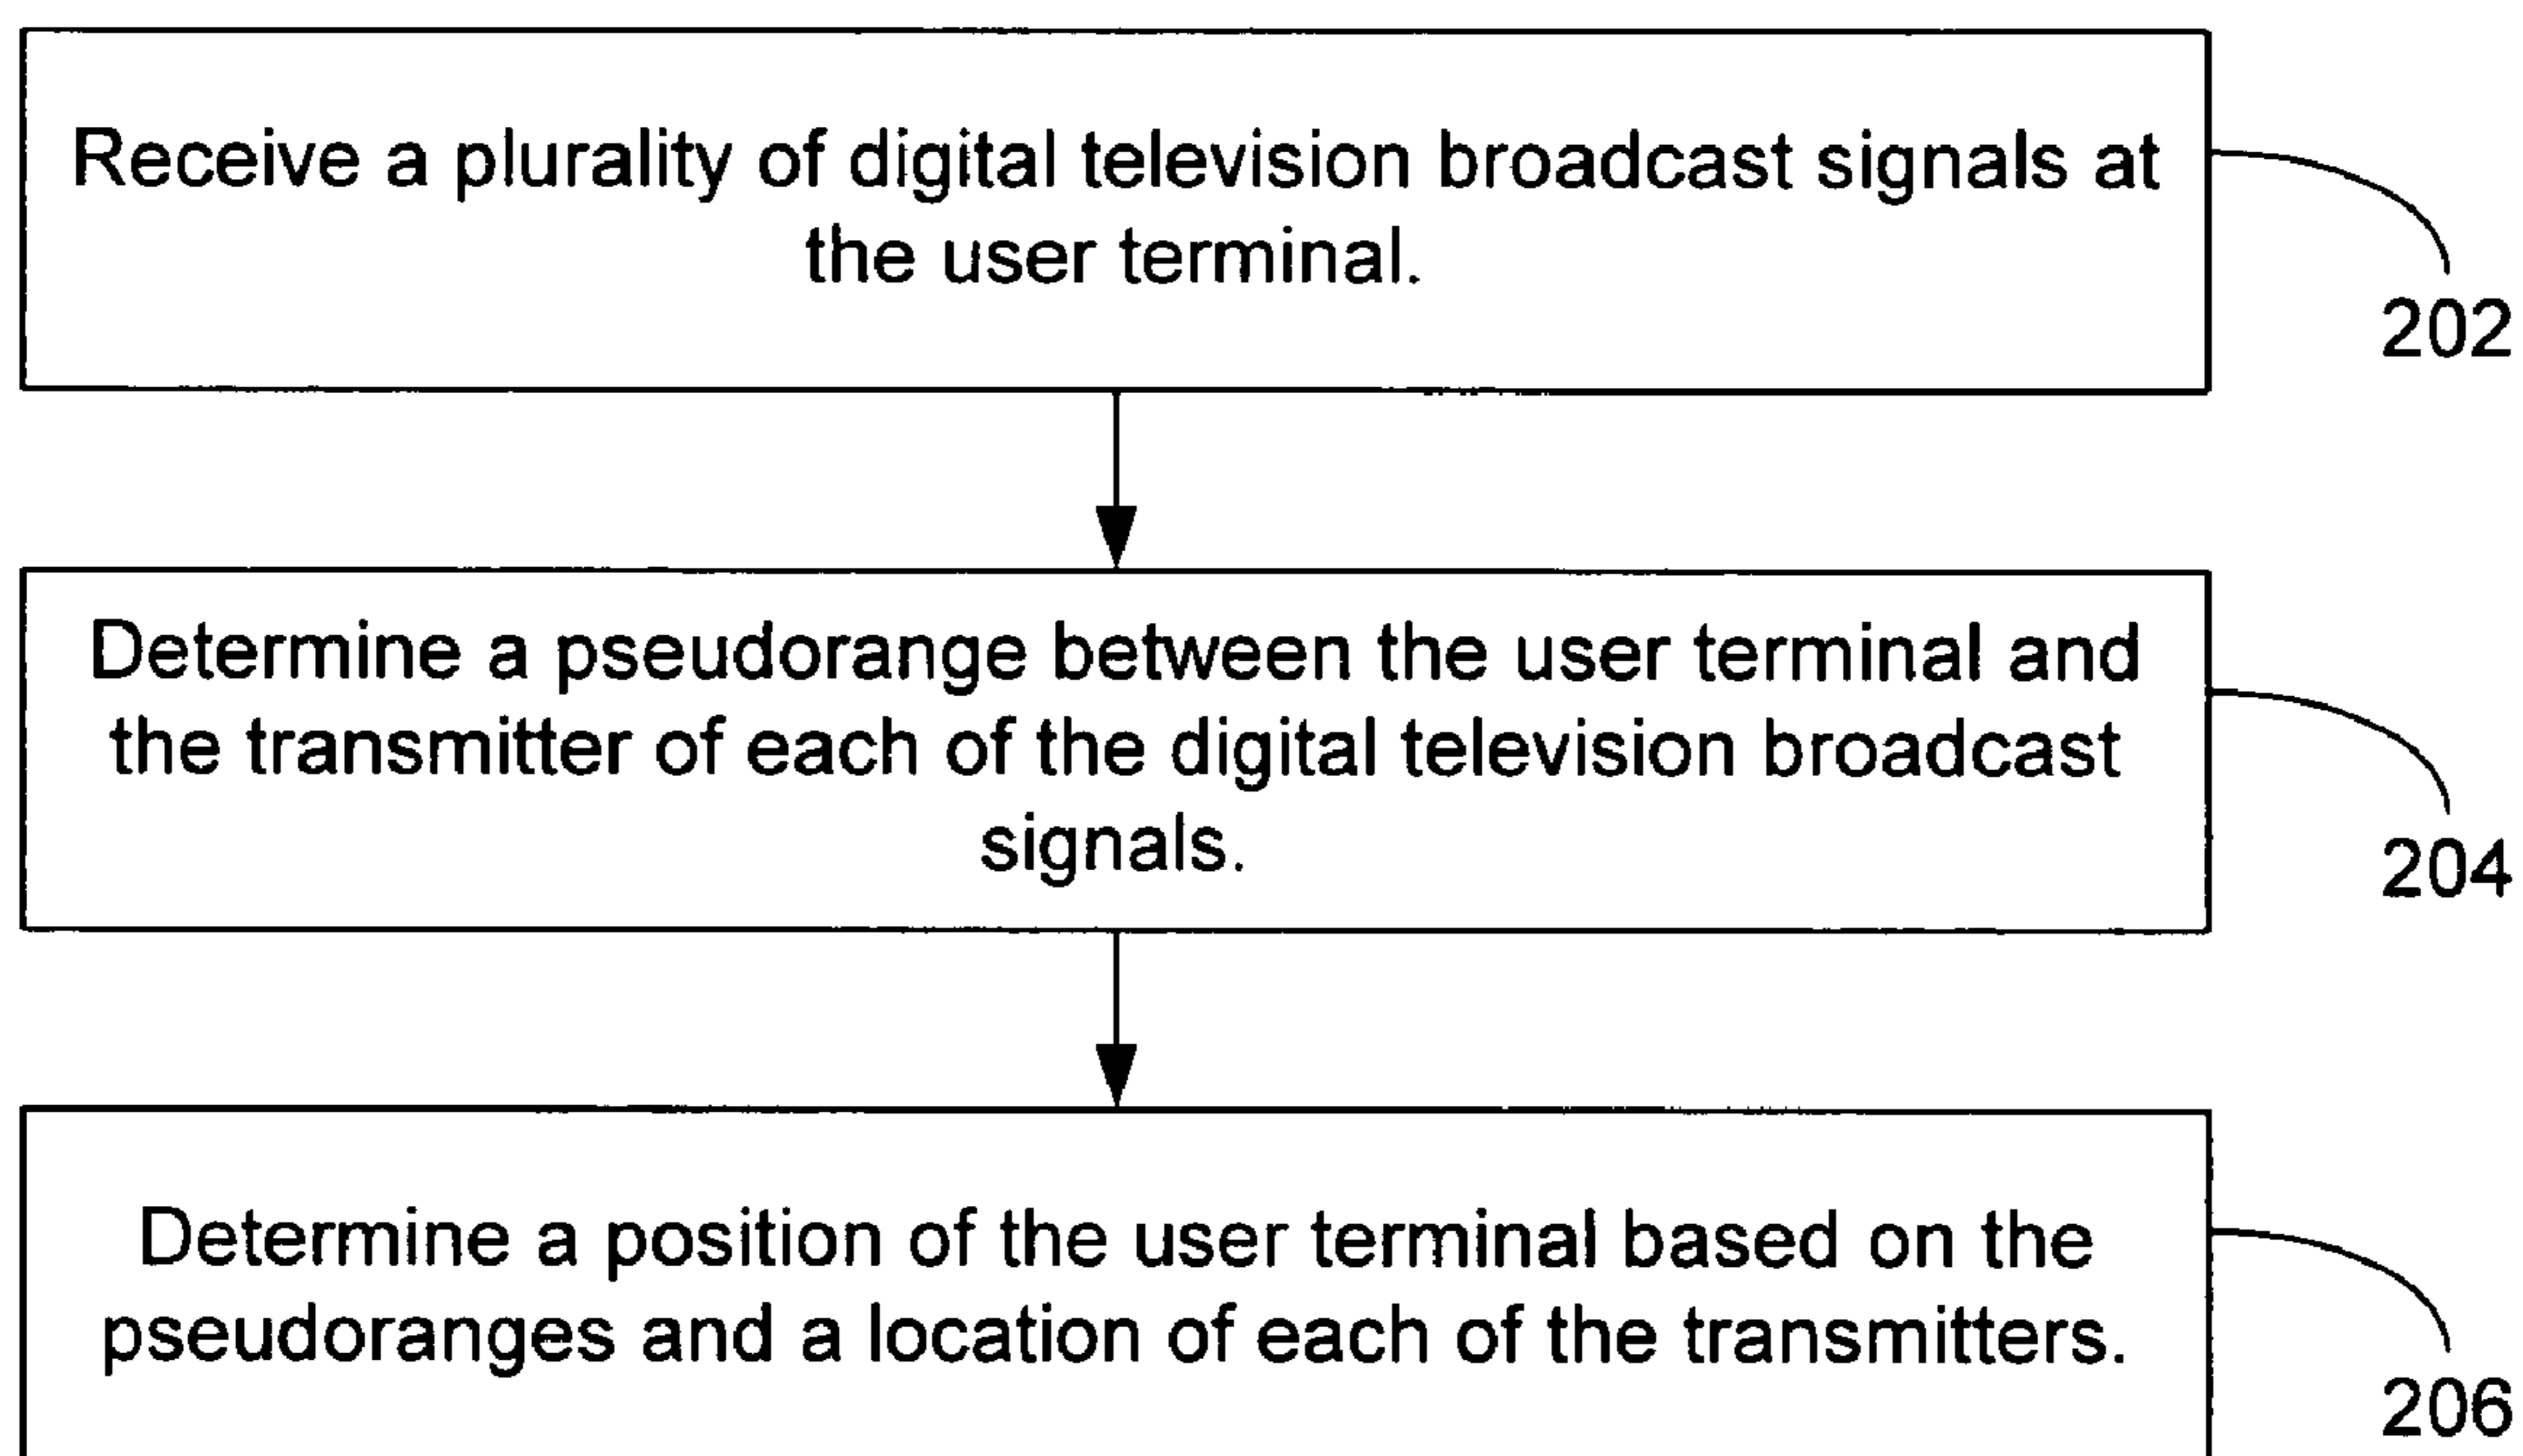 Receive a plurality of digital television broadcast signals at
the user terminal.
202
Determine a pseudorange between the user terminal and
the transmitter of each of the digital television broadcast
signals.
204
Determine a position of the user terminal based on the
pseudoranges and a location of each of the transmitters.
206